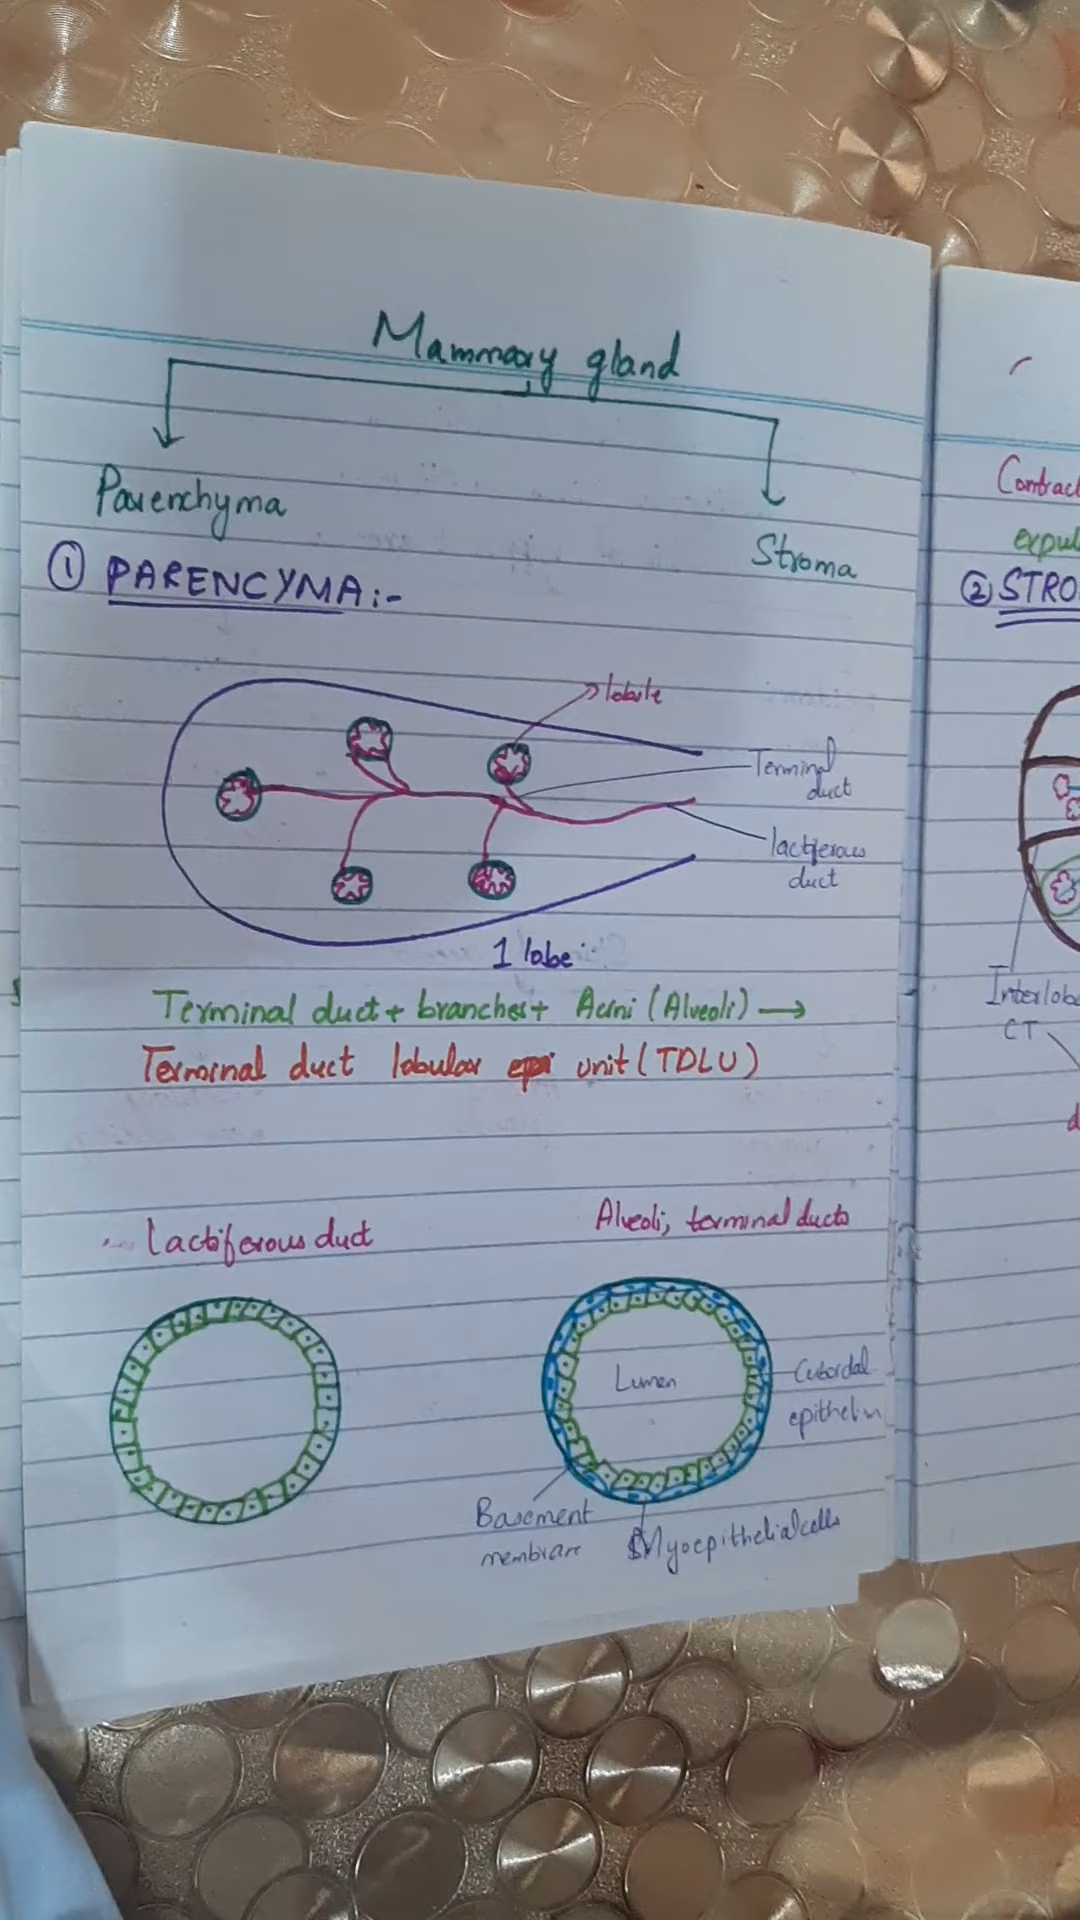 Mammary gland
Parenchyma
Stroma
① PARENCYMA:-
lobule
Terminal
duct
lactiferous
duct
1 lobe
Terminal duct + branches + Acini (Alveoli) →
Terminal duct lobular unit (TDLU)
Lactiferous duct
Alveoli, terminal ducts
Lumen
Cuboidal
epithelim
Basement
membrane
Myoepithelial cells
Contract
expul
② STRO
Interlob
CT
d